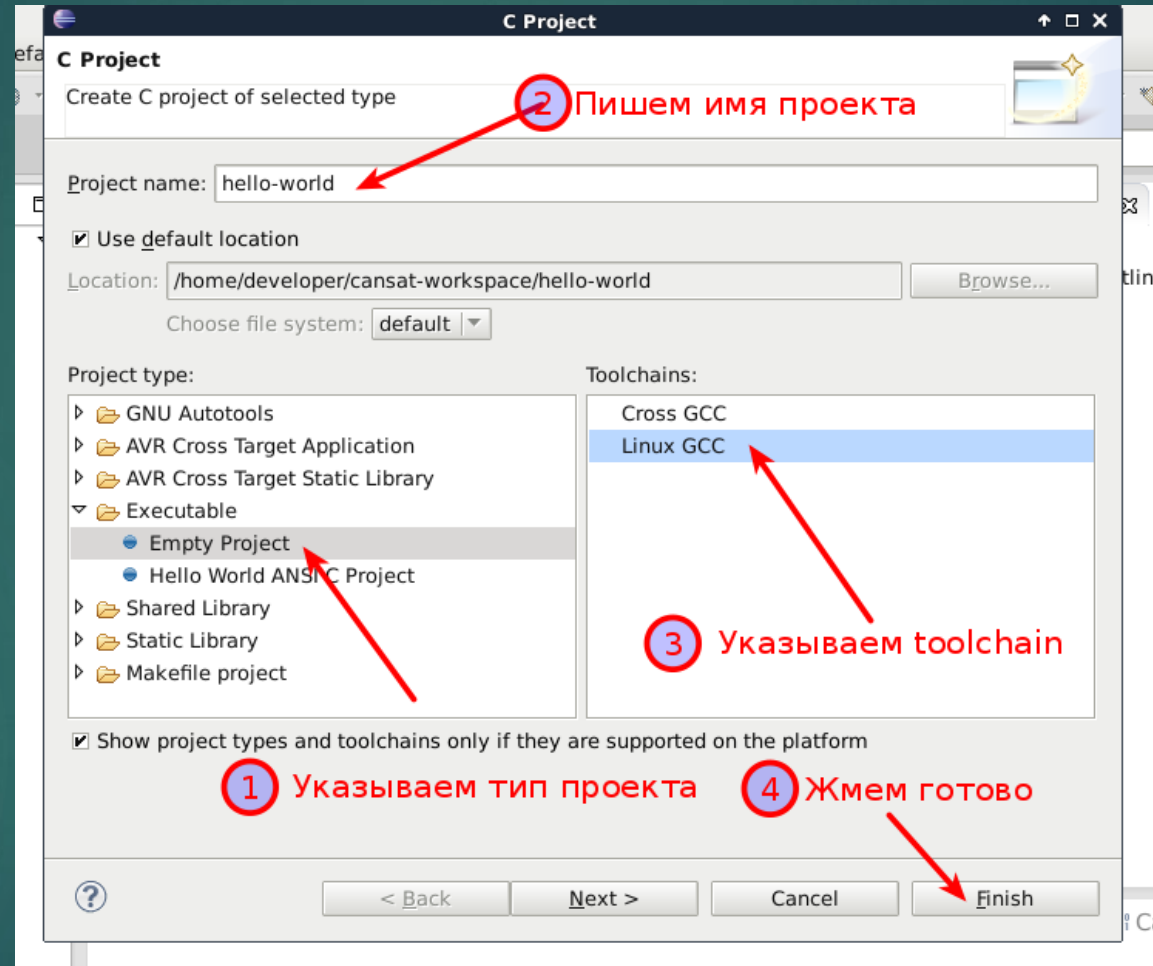 C Project
efa
C Project
Create C project of selected type
2 Пишем имя проекта
Project name: hello-world
Use default location
Location: /home/developer/cansat-workspace/hello-world Browse...
tlin
Choose file system: default
Project type: Toolchains:
GNU Autotools Cross GCC
AVR Cross Target Application Linux GCC
AVR Cross Target Static Library
Executable
Empty Project
Hello World ANSI C Project
Shared Library
Static Library
Makefile project
3 Указываем toolchain
Show project types and toolchains only if they are supported on the platform
1 Указываем тип проекта 4 Жмем готово
? < Back Next > Cancel Finish